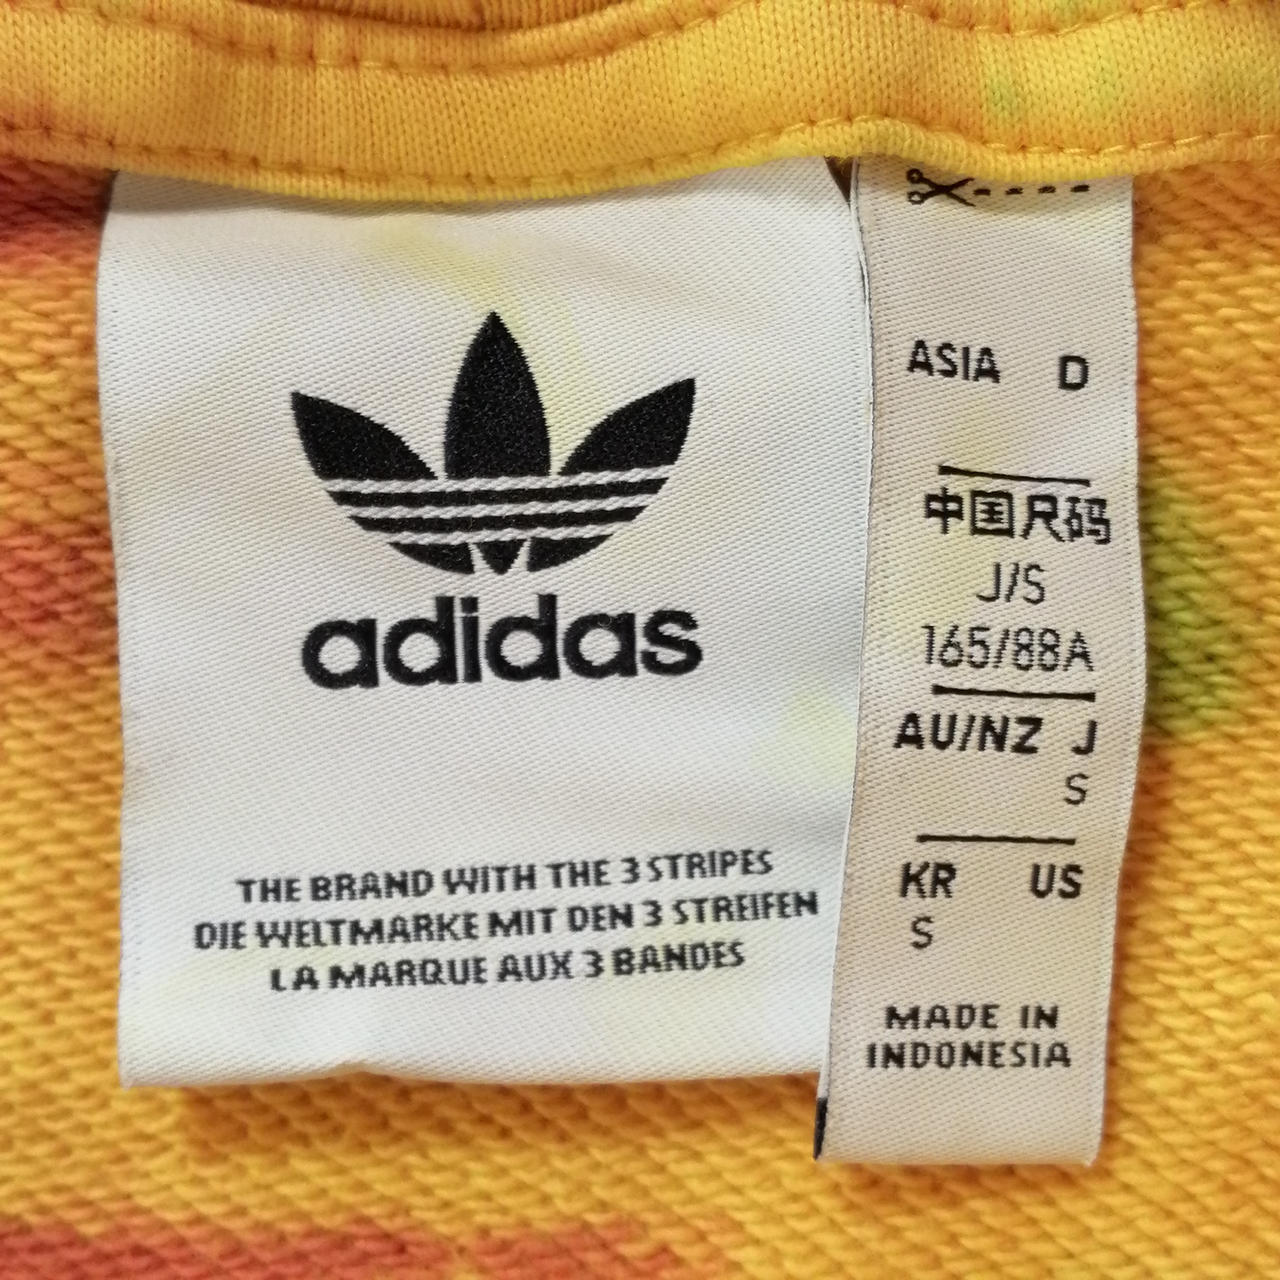 adidas
THE BRAND WITH THE 3 STRIPES
DIE WELTMARKE MIT DEN 3 STREIFEN
LA MARQUE AUX 3 BANDES
ASIA D
中国尺码
J/S
165/88A
AU/NZ J
S
KR US
S
MADE IN
INDONESIA